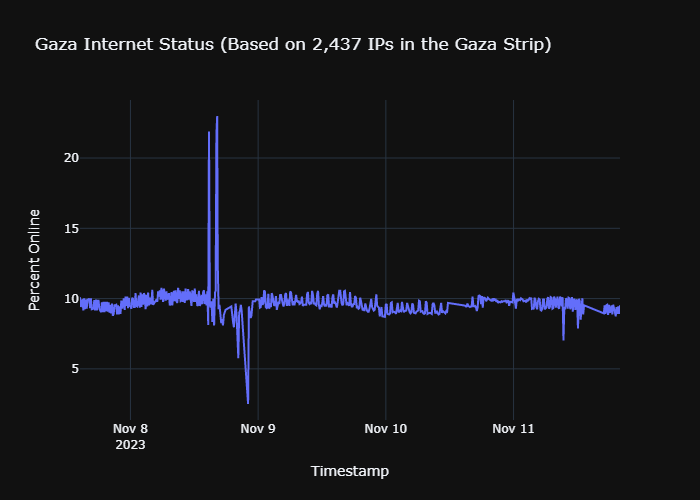 Gaza Internet Status (Based on 2,437 IPs in the Gaza Strip)
Percent Online
20
15
10
5
Nov 8
2023
Nov 9
Nov 10
Nov 11
Timestamp